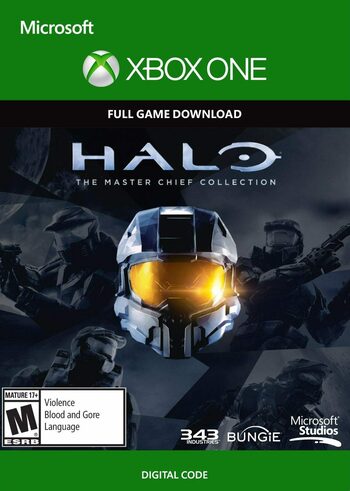 Microsoft
XBOX ONE
FULL GAME DOWNLOAD
HALO
THE MASTER CHIEF COLLECTION
MATURE 17+
M
ESRB
Violence
Blood and Gore
Language
343
INDUSTRIES
BUNGiE
Microsoft
Studios
DIGITAL CODE